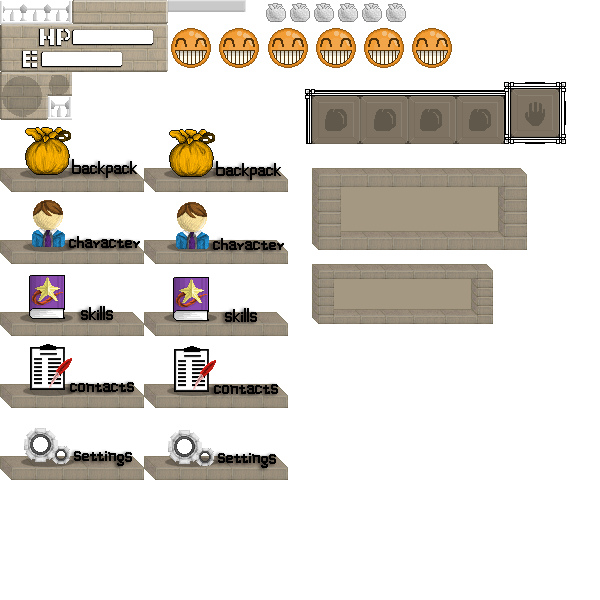 HP
E
backpack backpack
character character
skills skills
contacts contacts
settings settings